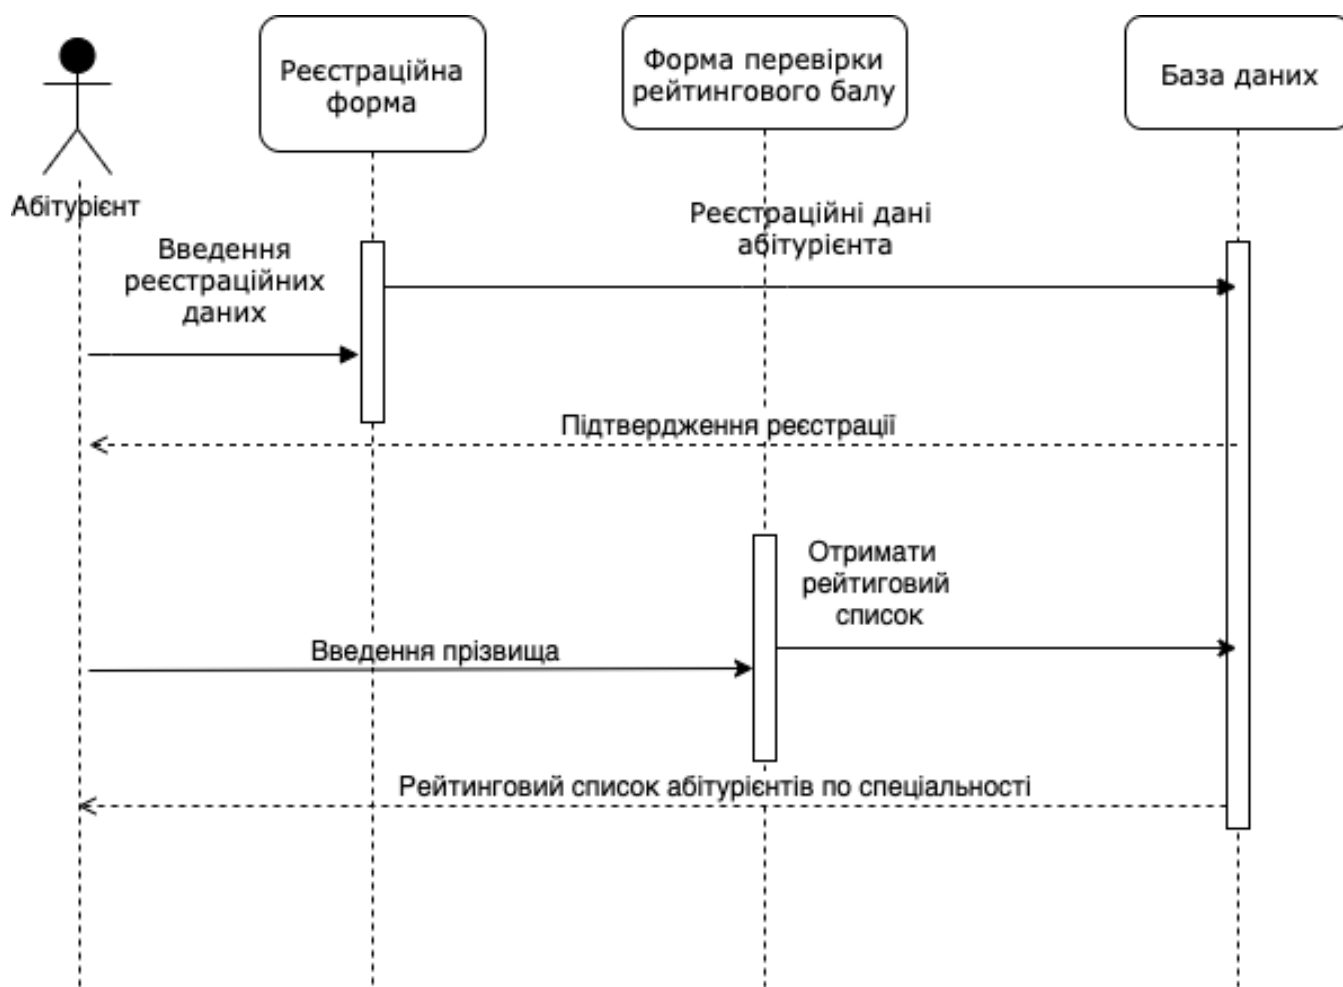 Реєстраційна
форма
Форма перевірки
рейтингового балу
База даних
Абітурієнт
Реєстраційні дані
абітурієнта
Введення
реєстраційних
даних
Підтвердження реєстрації
Отримати
рейтиговий
список
Введення прізвища
Рейтинговий список абітурієнтів по спеціальності